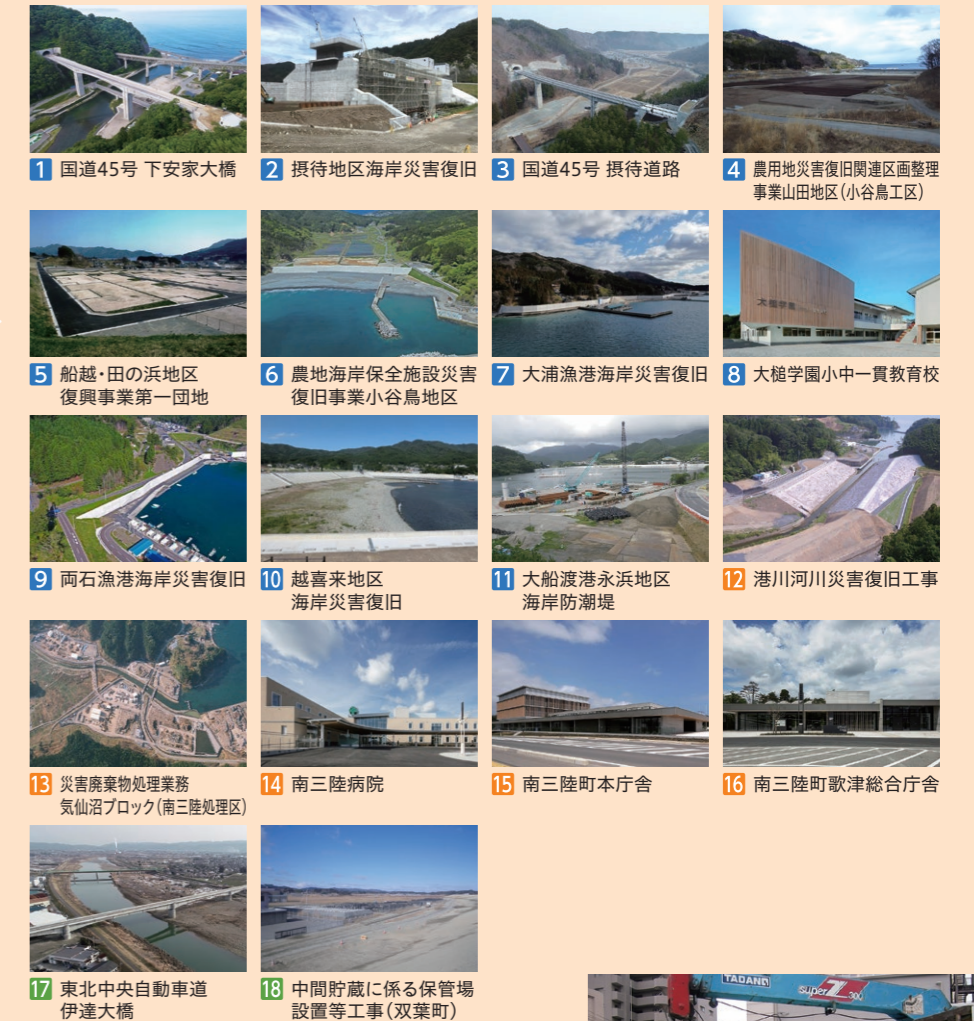 1 国道45号 下安家大橋
2 摂待地区海岸災害復旧
3 国道45号 摂待道路
4 農用地災害復旧関連区画整理
事業山田地区(小谷鳥工区)
大槌学園
5 船越・田の浜地区
復興事業第一団地
6 農地海岸保全施設災害
復旧事業小谷鳥地区
7 大浦漁港海岸災害復旧
8 大槌学園小中一貫教育校
9 両石漁港海岸災害復旧
10 越喜来地区
海岸災害復旧
11 大船渡港永浜地区
海岸防潮堤
12 港川河川災害復旧工事
13 災害廃棄物処理業務
気仙沼ブロック(南三陸処理区)
14 南三陸病院
15 南三陸町本庁舎
16 南三陸町歌津総合庁舎
17 東北中央自動車道
伊達大橋
18 中間貯蔵に係る保管場
設置等工事(双葉町)
TADANO
super Z 300